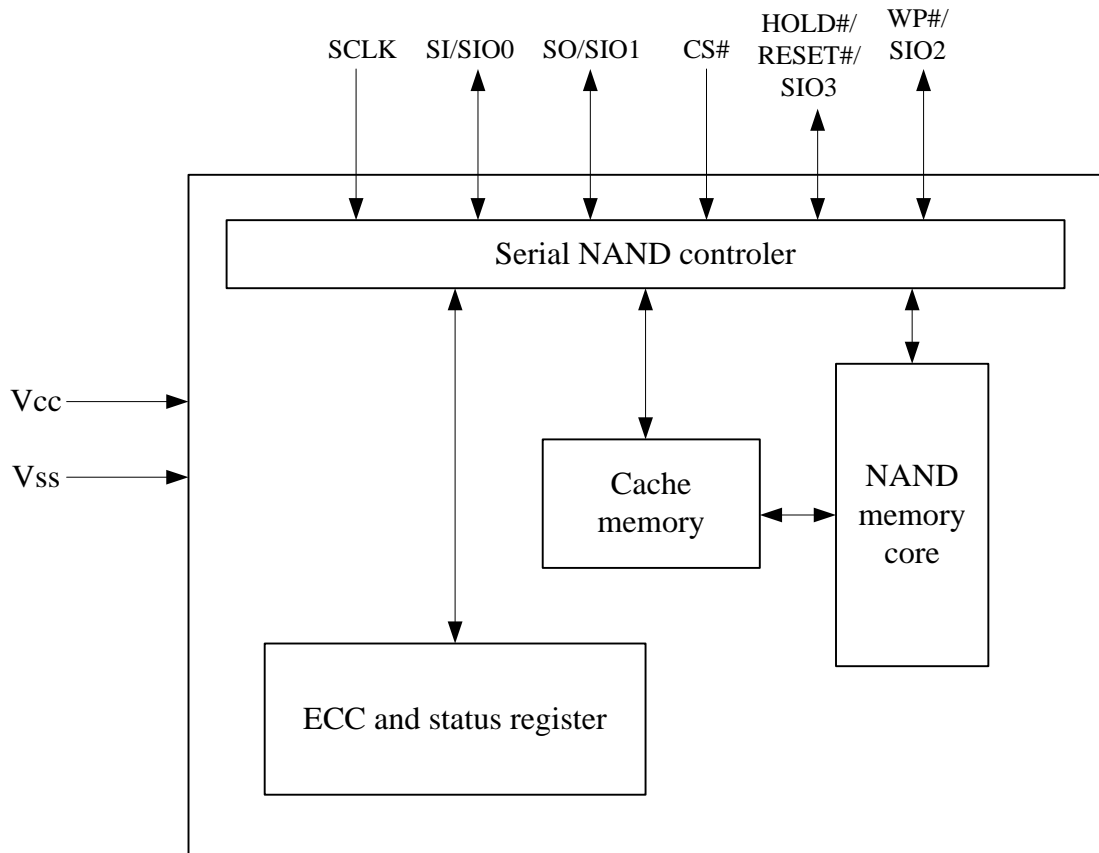 SCLK
SI/SIO0
SO/SIO1
CS#
HOLD#/
RESET#/
SIO3
WP#/
SIO2
Serial NAND controler
Vcc
Vss
Cache
memory
NAND
memory
core
ECC and status register